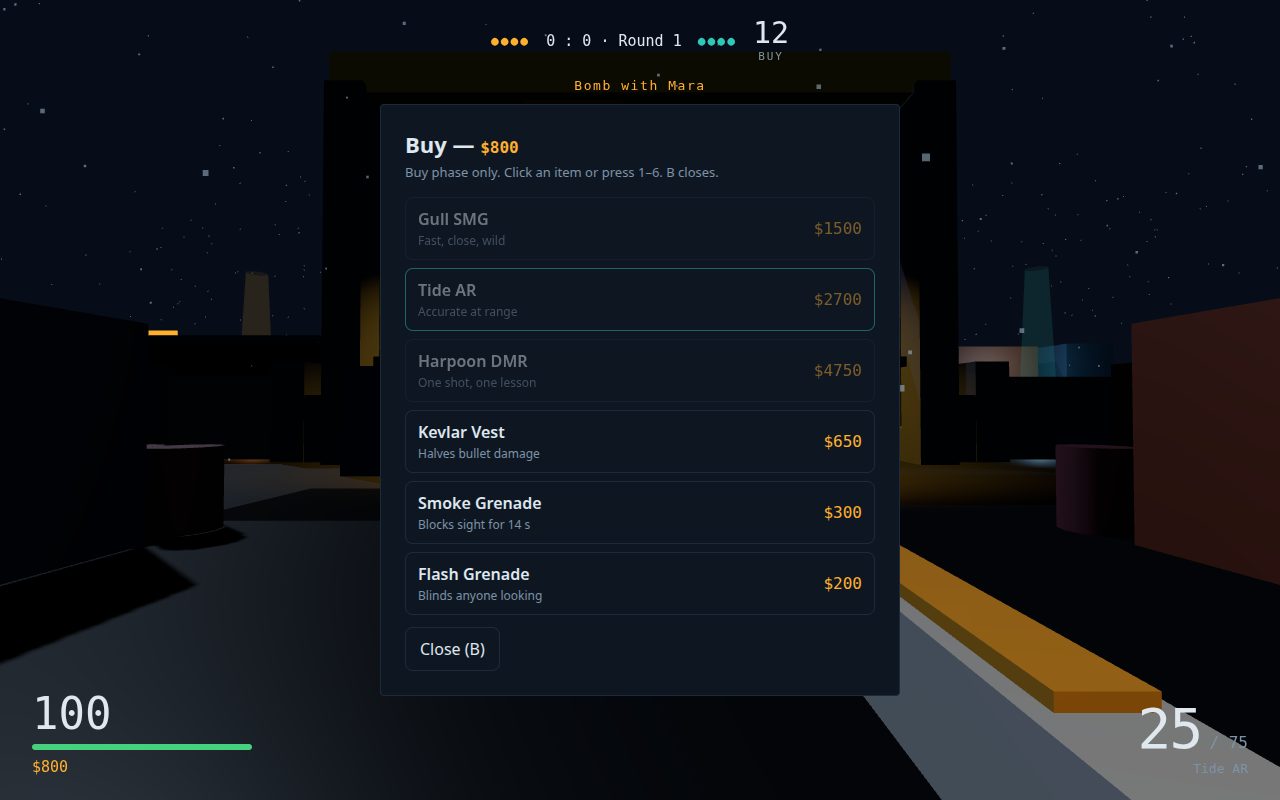 0 : 0 · Round 1
12
BUY
Bomb with Mara
Buy — $800
Buy phase only. Click an item or press 1–6. B closes.
Gull SMG
Fast, close, wild
$1500
Tide AR
Accurate at range
$2700
Harpoon DMR
One shot, one lesson
$4750
Kevlar Vest
Halves bullet damage
$650
Smoke Grenade
Blocks sight for 14 s
$300
Flash Grenade
Blinds anyone looking
$200
Close (B)
100
$800
25 / 75
Tide AR